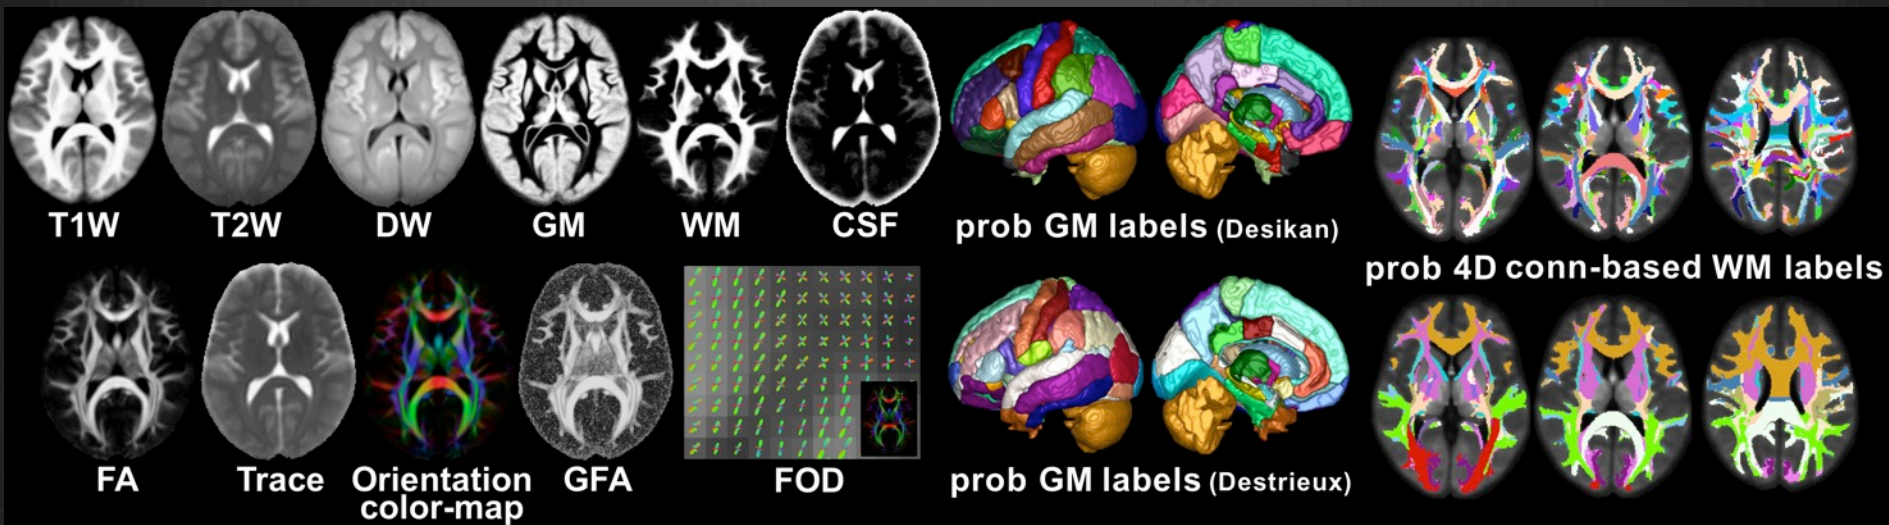 T1W
T2W
DW
GM
WM
CSF
prob GM labels (Desikan)
prob 4D conn-based WM labels
FA
Trace
Orientation
color-map
GFA
FOD
prob GM labels (Destrieux)